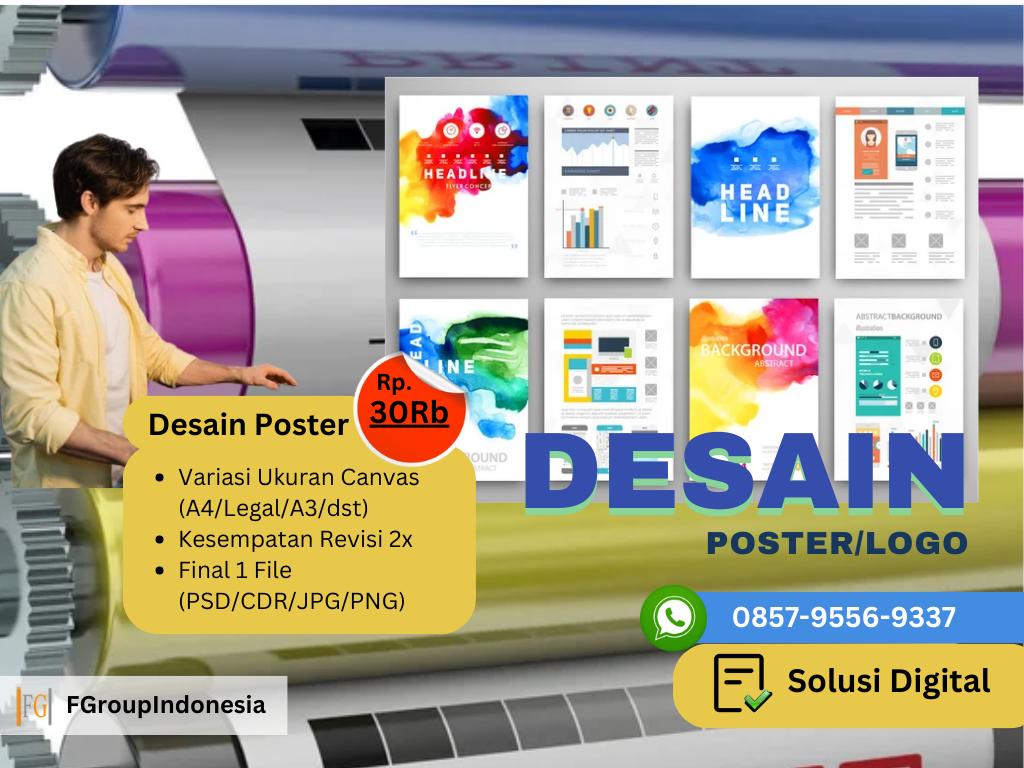 PRINT
HEADLINE
FLYER CONCEPT
HEAD
LINE
HEAD
LINE
BACKGROUND
ABSTRACT
ABSTRACTBACKGROUND
illustration
Rp.
30Rb
Desain Poster
Variasi Ukuran Canvas
(A4/Legal/A3/dst)
Kesempatan Revisi 2x
Final 1 File
(PSD/CDR/JPG/PNG)
DESAIN
POSTER/LOGO
0857-9556-9337
Solusi Digital
FG
FGroupIndonesia